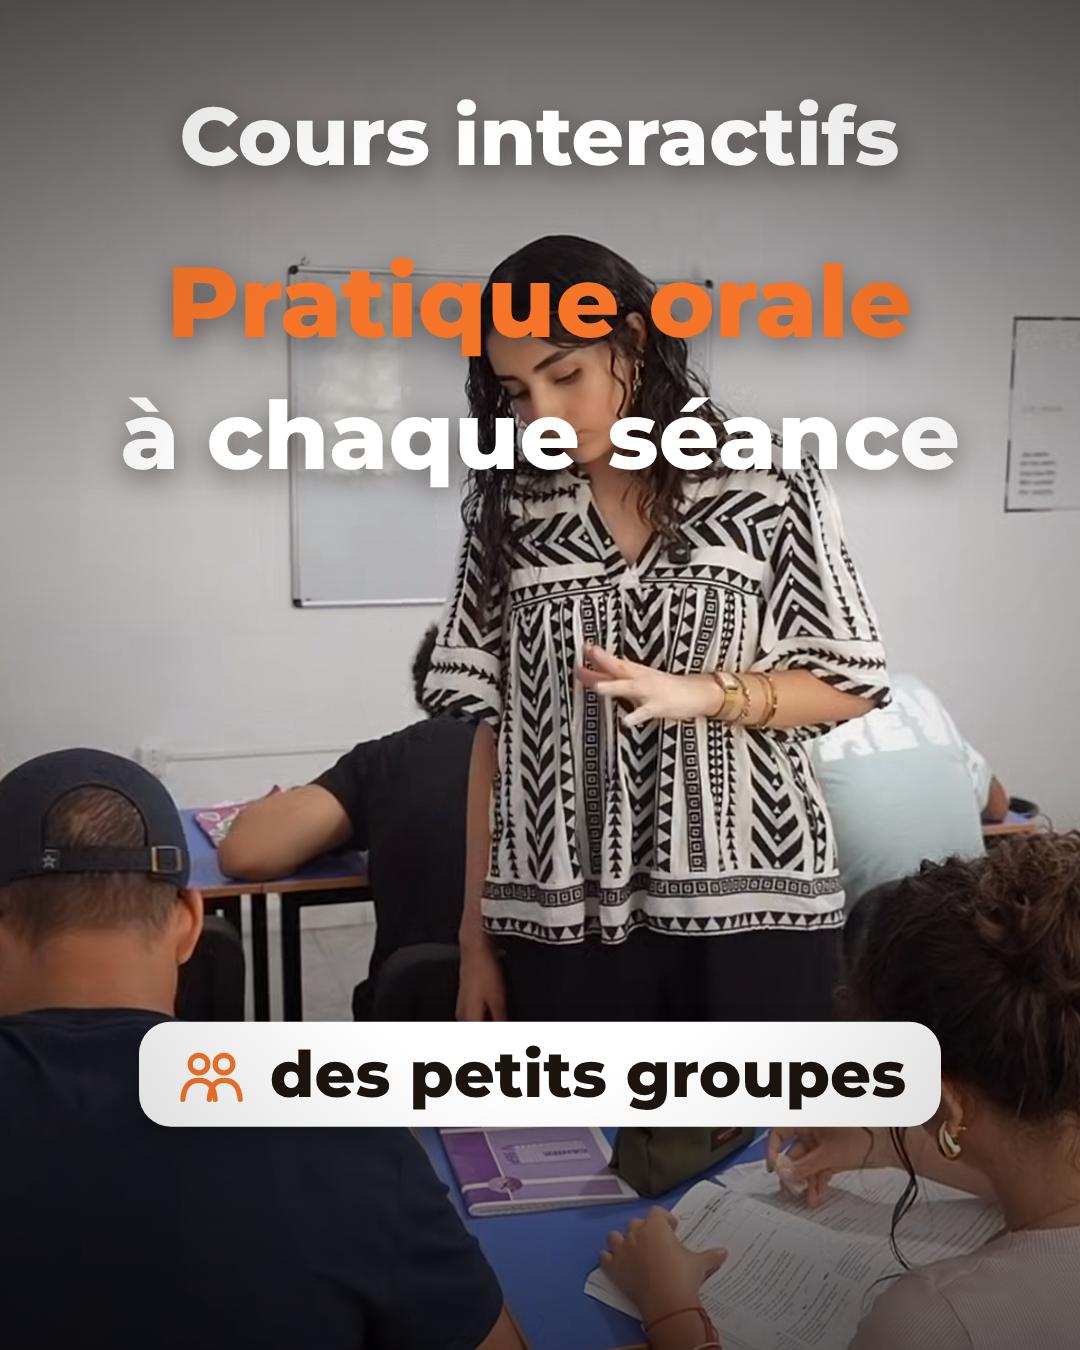 Cours interactifs
Pratique orale
à chaque séance
des petits groupes